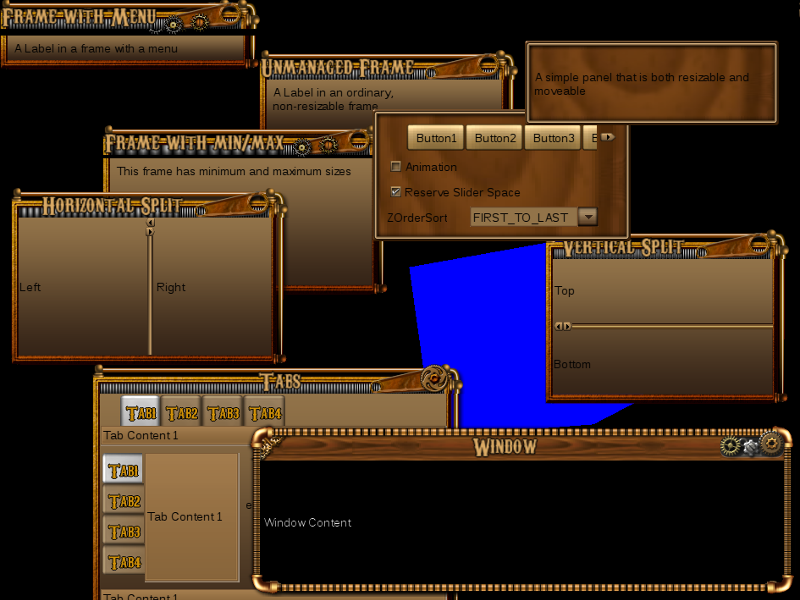 Frame with Menu
A Label in a frame with a menu
Unmanaged Frame
A Label in an ordinary,
non-resizable frame
A simple panel that is both resizable and
moveable
Button1
Button2
Button3
Frame with min/max
This frame has minimum and maximum sizes
Animation
Reserve Slider Space
ZOrderSort
FIRST_TO_LAST
Horizontal Split
Left
Right
Vertical Split
Top
Bottom
Tabs
Tab1
Tab2
Tab3
Tab4
Tab Content 1
Tab1
Tab2
Tab3
Tab4
Tab Content 1
Tab Content 1
Window
Window Content